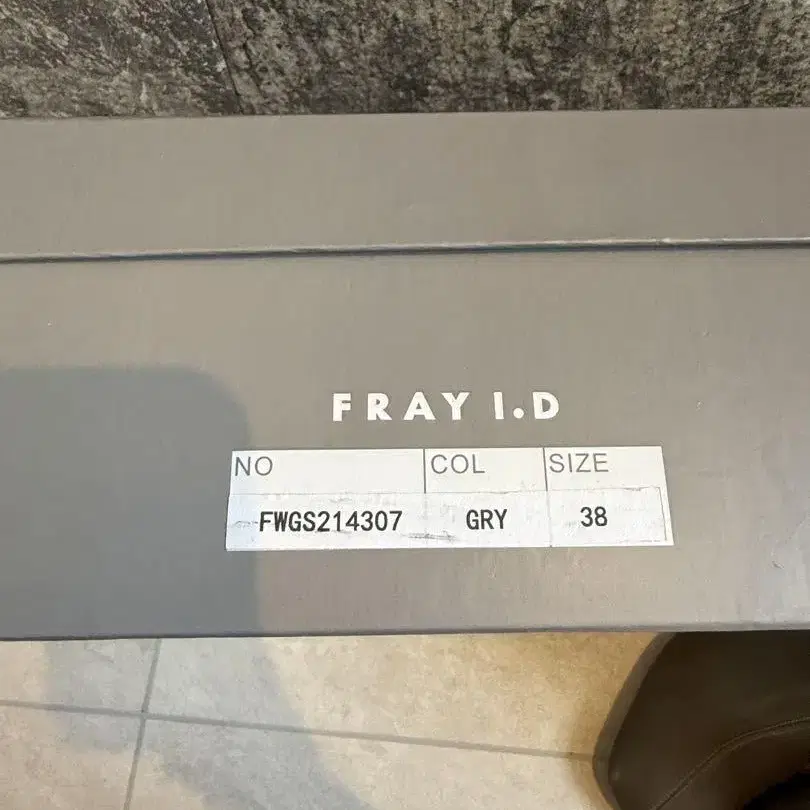 FRAY I.D
NO COL SIZE
FWGS214307 GRY 38